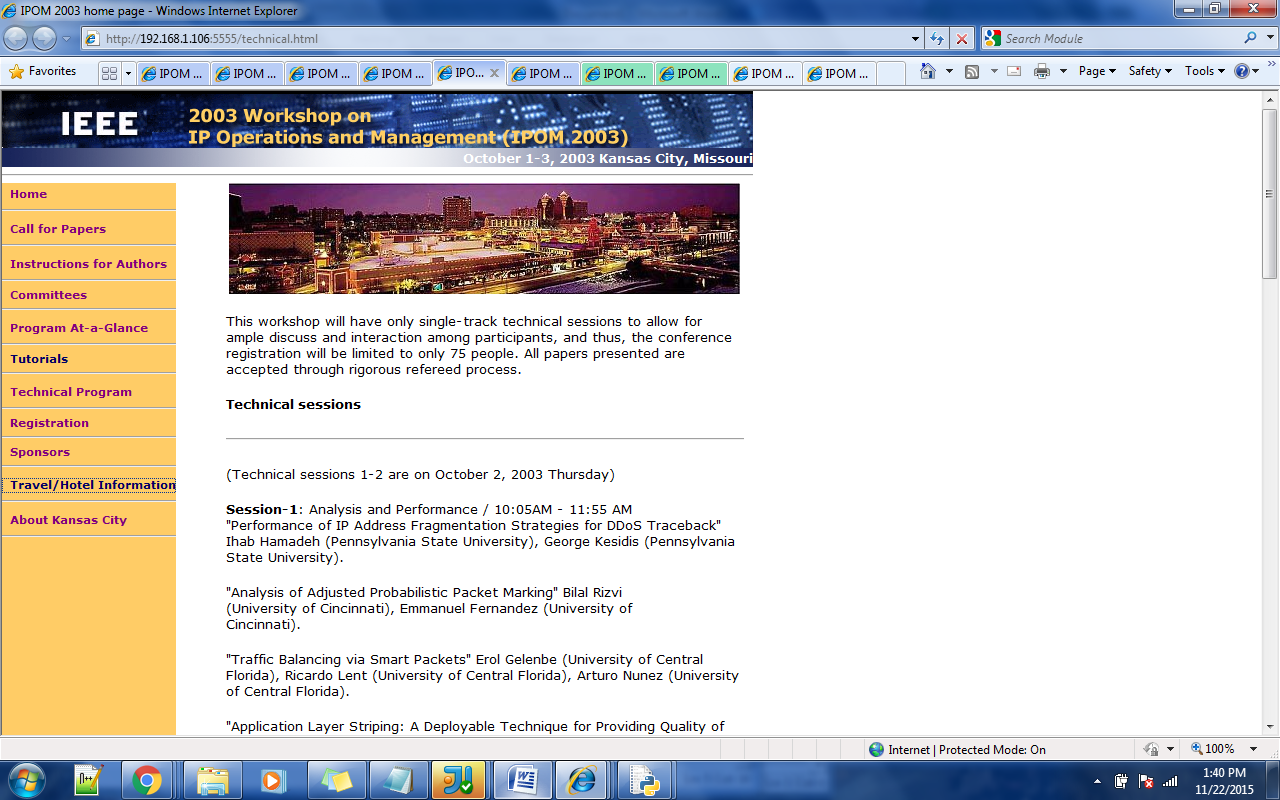 IPOM 2003 home page - Windows Internet Explorer
http://192.168.1.106:5555/technical.html
Search Module
Favorites
IPOM ...
IPOM ...
IPOM ...
IPOM ...
IPO...
IPOM ...
IPOM ...
IPOM ...
IPOM ...
IPOM ...
Page
Safety
Tools
IEEE
2003 Workshop on
IP Operations and Management (IPOM 2003)
October 1-3, 2003 Kansas City, Missouri
Home
Call for Papers
Instructions for Authors
Committees
Program At-a-Glance
Tutorials
Technical Program
Registration
Sponsors
Travel/Hotel Information
About Kansas City
This workshop will have only single-track technical sessions to allow for
ample discuss and interaction among participants, and thus, the conference
registration will be limited to only 75 people. All papers presented are
accepted through rigorous refereed process.
Technical sessions
(Technical sessions 1-2 are on October 2, 2003 Thursday)
Session-1: Analysis and Performance / 10:05AM - 11:55 AM
"Performance of IP Address Fragmentation Strategies for DDoS Traceback"
Ihab Hamadeh (Pennsylvania State University), George Kesidis (Pennsylvania
State University).
"Analysis of Adjusted Probabilistic Packet Marking" Bilal Rizvi
(University of Cincinnati), Emmanuel Fernandez (University of
Cincinnati).
"Traffic Balancing via Smart Packets" Erol Gelenbe (University of Central
Florida), Ricardo Lent (University of Central Florida), Arturo Nunez (University
of Central Florida).
"Application Layer Striping: A Deployable Technique for Providing Quality of
Internet | Protected Mode: On
100%
1:40 PM
11/22/2015